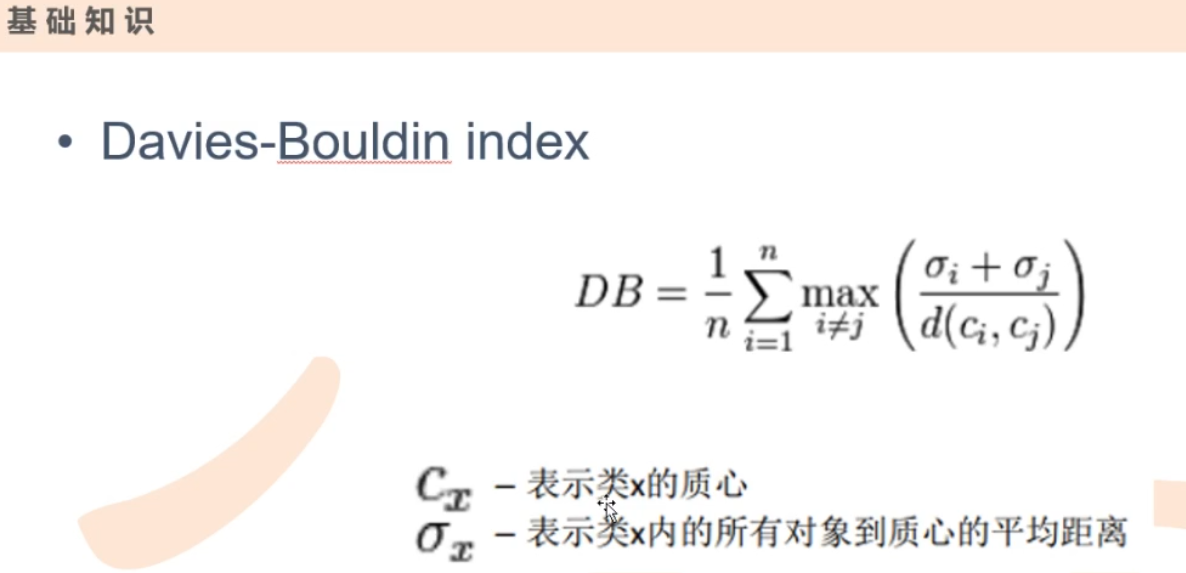 基础知识
• Davies-Bouldin index
DB = \frac{1}{n} \sum_{i=1}^{n} \max_{i \neq j} \left( \frac{\sigma_i + \sigma_j}{d(c_i, c_j)} \right)
C_x – 表示类x的质心
σ_x – 表示类x内的所有对象到质心的平均距离